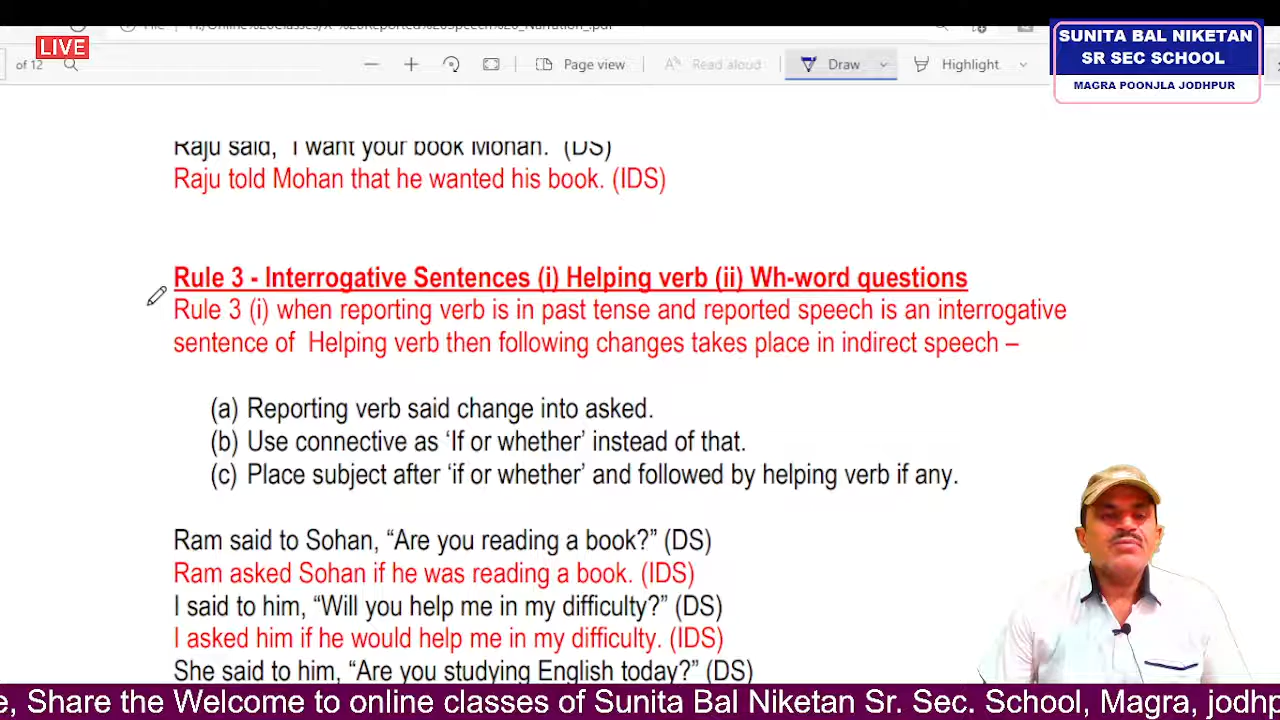 LIVE
SUNITA BAL NIKETAN
SR SEC SCHOOL
MAGRA POONJLA JODHPUR
of 12
Page view
Read aloud
Draw
Highlight
Raju said, I want your book Mohan. (DS)
Raju told Mohan that he wanted his book. (IDS)
Rule 3 - Interrogative Sentences (i) Helping verb (ii) Wh-word questions
Rule 3 (i) when reporting verb is in past tense and reported speech is an interrogative
sentence of Helping verb then following changes takes place in indirect speech –
(a) Reporting verb said change into asked.
(b) Use connective as ‘If or whether’ instead of that.
(c) Place subject after ‘if or whether’ and followed by helping verb if any.
Ram said to Sohan, “Are you reading a book?” (DS)
Ram asked Sohan if he was reading a book. (IDS)
I said to him, “Will you help me in my difficulty?” (DS)
I asked him if he would help me in my difficulty. (IDS)
She said to him, “Are you studying English today?” (DS)
e, Share the Welcome to online classes of Sunita Bal Niketan Sr. Sec. School, Magra, jodhp